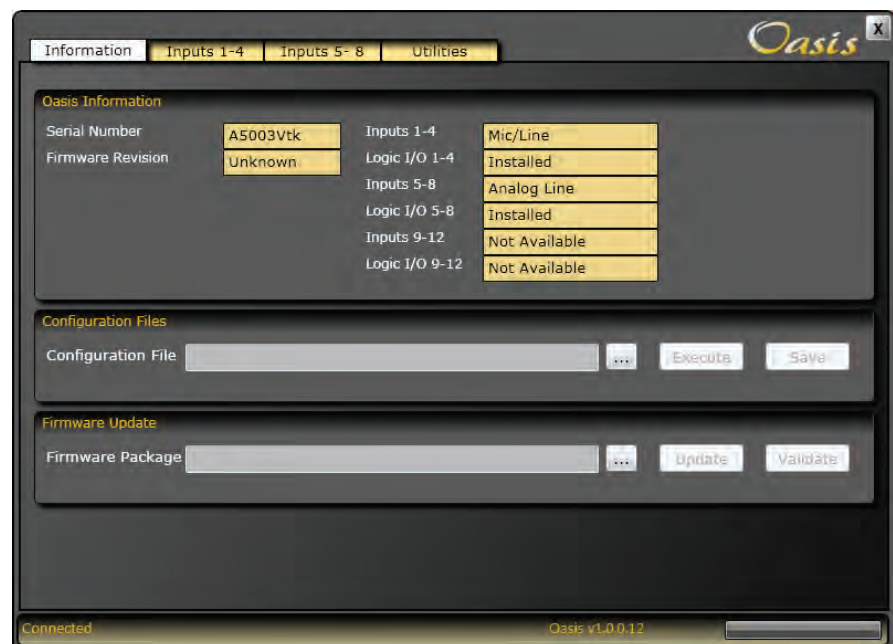 Oasis
X
Information
Inputs 1-4
Inputs 5- 8
Utilities
Oasis Information
Serial Number A5003Vtk Inputs 1-4 Mic/Line
Firmware Revision Unknown Logic I/O 1-4 Installed
Inputs 5-8 Analog Line
Logic I/O 5-8 Installed
Inputs 9-12 Not Available
Logic I/O 9-12 Not Available
Configuration Files
Configuration File ... Execute Save
Firmware Update
Firmware Package ... Update Validate
Connected Oasis v1.0.0.12